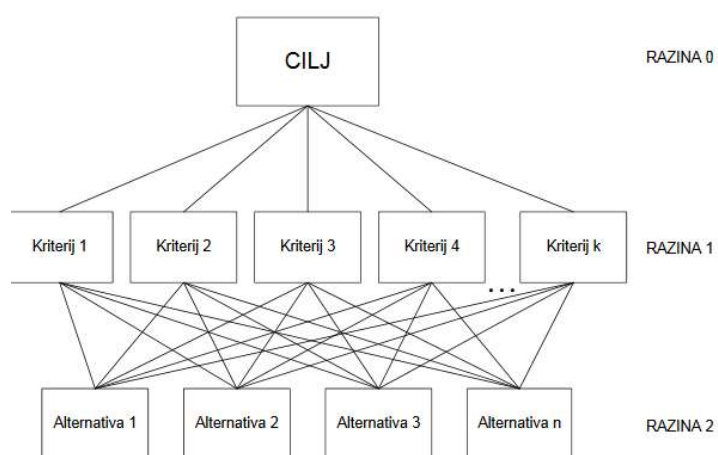 CILJ
RAZINA 0
Kriterij 1
Kriterij 2
Kriterij 3
Kriterij 4
...
Kriterij k
RAZINA 1
Alternativa 1
Alternativa 2
Alternativa 3
Alternativa n
RAZINA 2